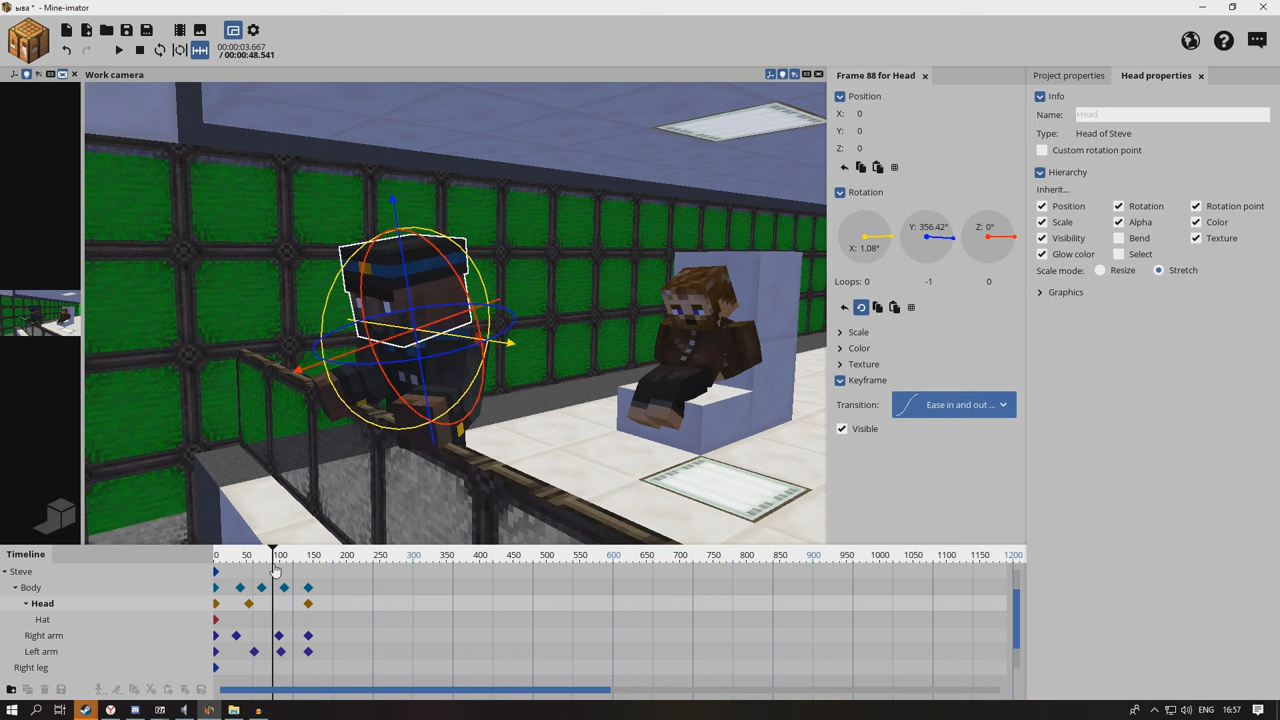 ыва * - Mine-imator
00:00:03.667
/ 00:00:48.541
Work camera
Frame 88 for Head
Position
X: 0
Y: 0
Z: 0
Rotation
X: 1.08°
Y: 356.42°
Z: 0°
Loops: 0 -1 0
Scale
Color
Texture
Keyframe
Transition: Ease in and out ...
Visible
Project properties
Head properties
Info
Name: Head
Type: Head of Steve
Custom rotation point
Hierarchy
Inherit...
Position Rotation Rotation point
Scale Alpha Color
Visibility Bend Texture
Glow color Select
Scale mode: Resize Stretch
Graphics
Timeline
0 50 100 150 200 250 300 350 400 450 500 550 600 650 700 750 800 850 900 950 1000 1050 1100 1150 1200
Steve
Body
Head
Hat
Right arm
Left arm
Right leg
ENG 16:57